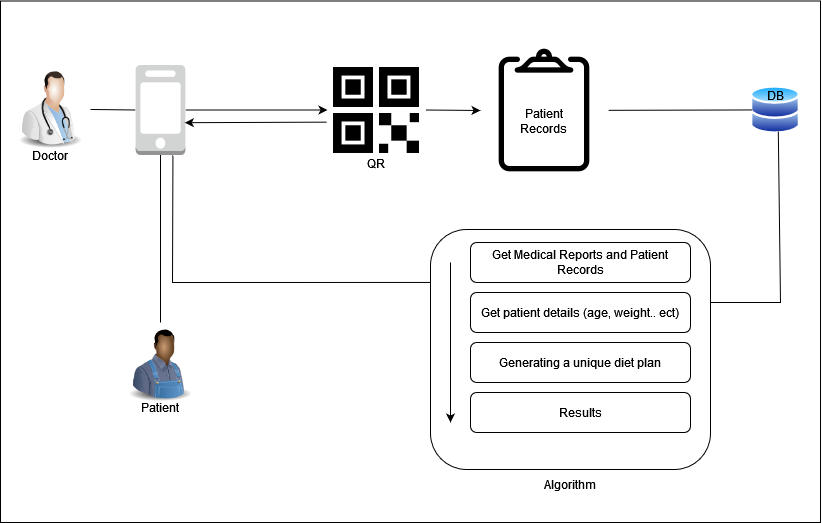 DB
Patient
Records
Doctor
QR
Get Medical Reports and Patient
Records
Get patient details (age, weight.. ect)
Generating a unique diet plan
Patient
Results
Algorithm